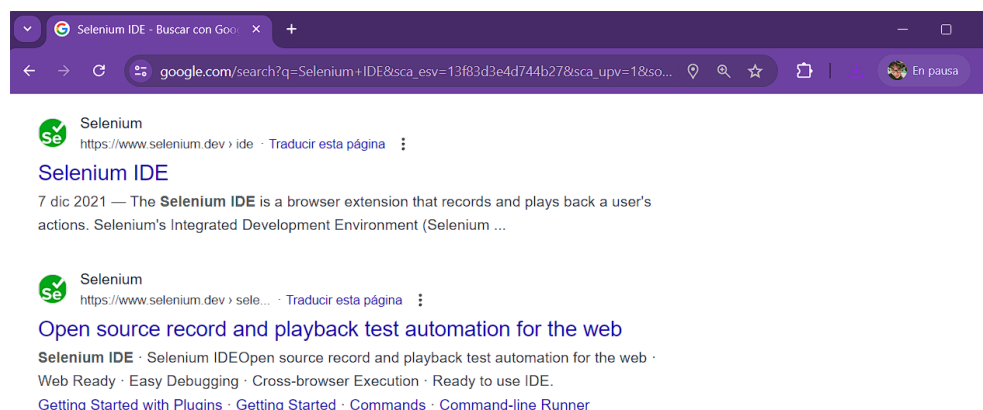 Selenium IDE - Buscar con Goo
google.com/search?q=Selenium+IDE&sca_esv=13f83d3e4d744b27&sca_upv=1&so...
En pausa
Selenium
https://www.selenium.dev › ide · Traducir esta página
Selenium IDE
7 dic 2021 — The Selenium IDE is a browser extension that records and plays back a user's
actions. Selenium's Integrated Development Environment (Selenium ...
Selenium
https://www.selenium.dev › sele... · Traducir esta página
Open source record and playback test automation for the web
Selenium IDE · Selenium IDEOpen source record and playback test automation for the web ·
Web Ready · Easy Debugging · Cross-browser Execution · Ready to use IDE.
Getting Started with Plugins · Getting Started · Commands · Command-line Runner